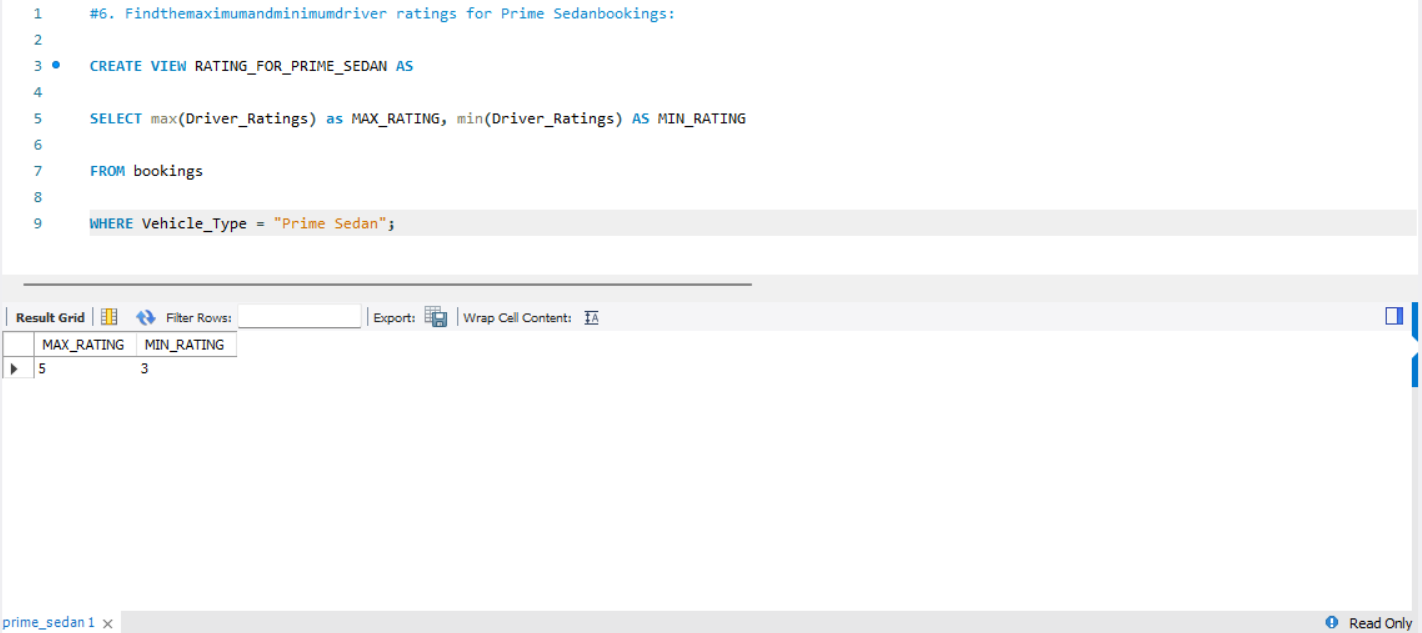 1 #6. Findthemaximumandminimumdriver ratings for Prime Sedanbookings:
2
3 CREATE VIEW RATING_FOR_PRIME_SEDAN AS
4
5 SELECT max(Driver_Ratings) as MAX_RATING, min(Driver_Ratings) AS MIN_RATING
6
7 FROM bookings
8
9 WHERE Vehicle_Type = "Prime Sedan";
Result Grid Filter Rows: Export: Wrap Cell Content: IA
MAX_RATING MIN_RATING
5 3
prime_sedan 1 Read Only